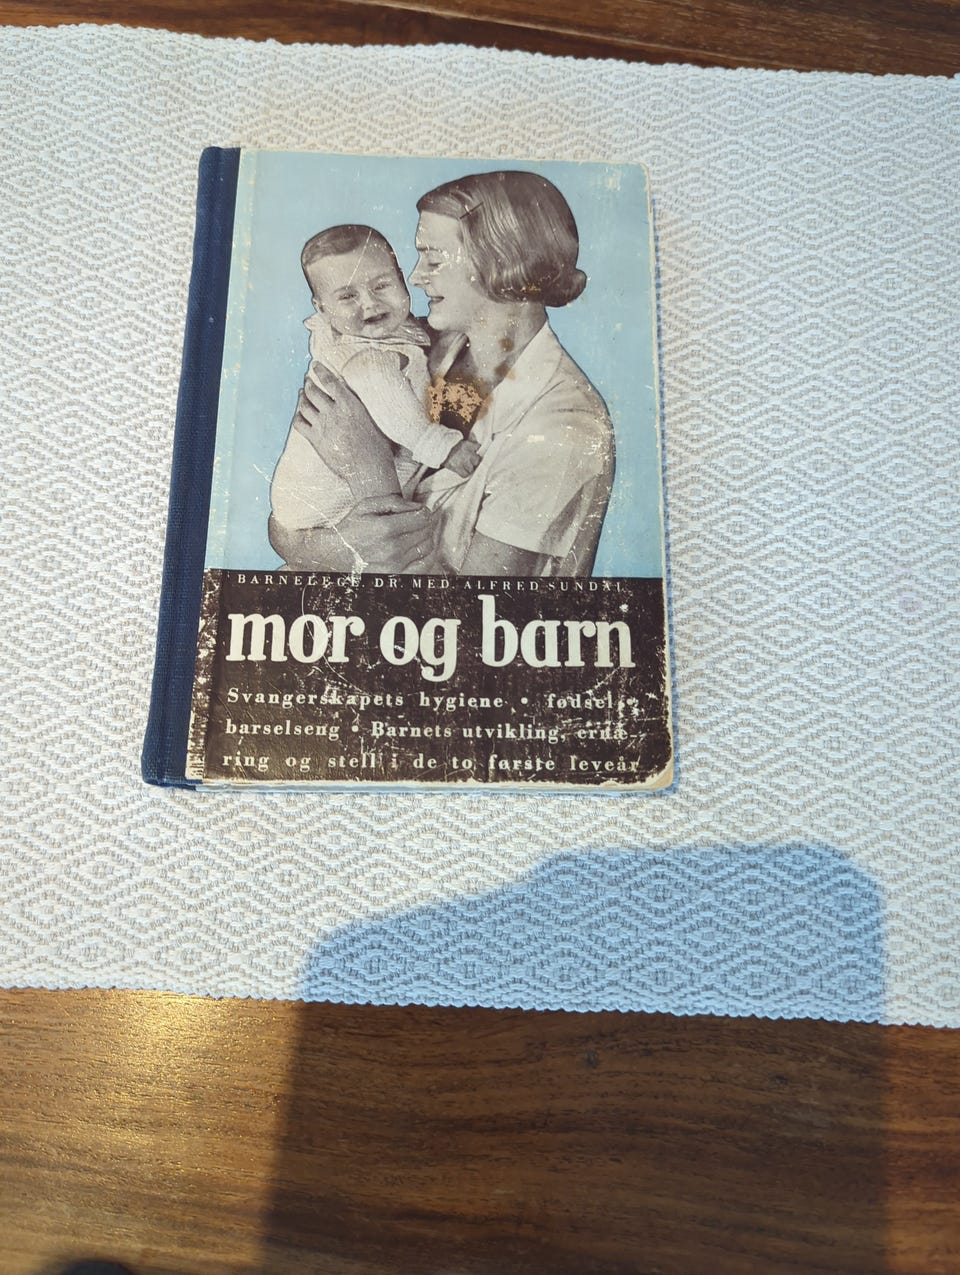 BARNELEGE, DR. MED. ALFRED SUNDAL
mor og barn
Svangerskapets hygiene • fødsel •
barselseng • Barnets utvikling, ernæ-
ring og stell i de to første leveår